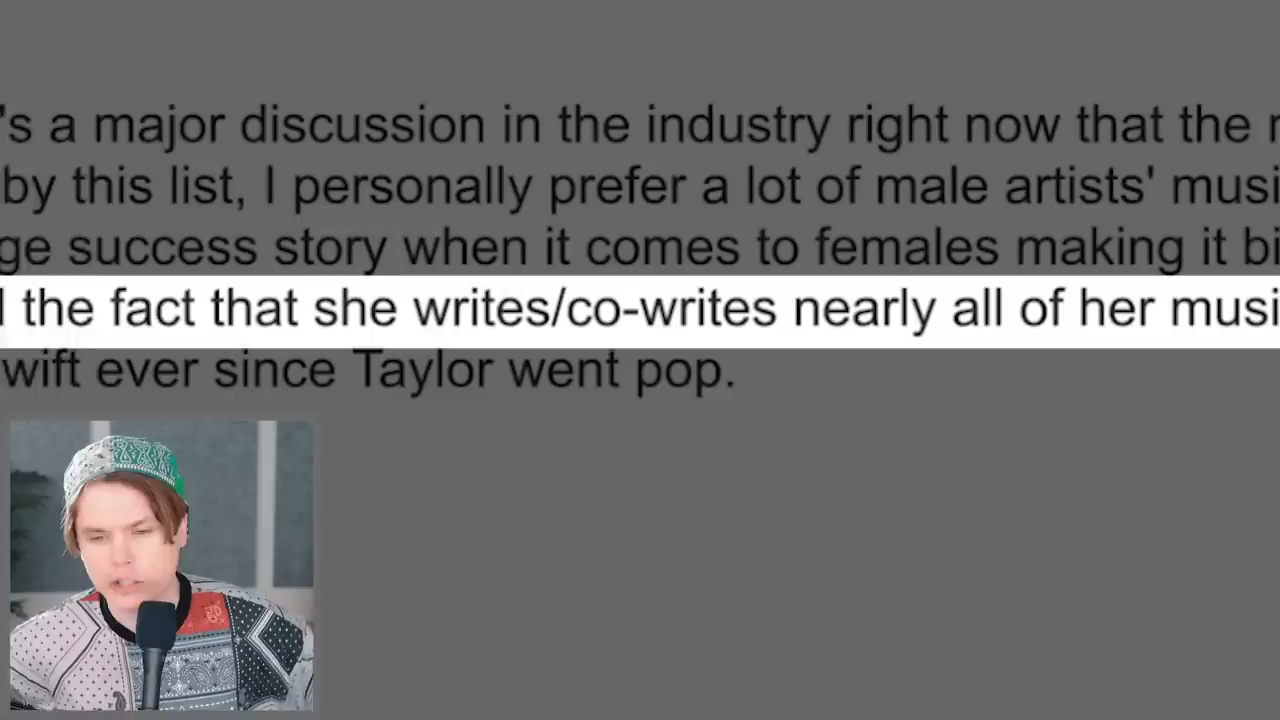 's a major discussion in the industry right now that the
by this list, I personally prefer a lot of male artists' musi
ge success story when it comes to females making it bi
the fact that she writes/co-writes nearly all of her musi
wift ever since Taylor went pop.